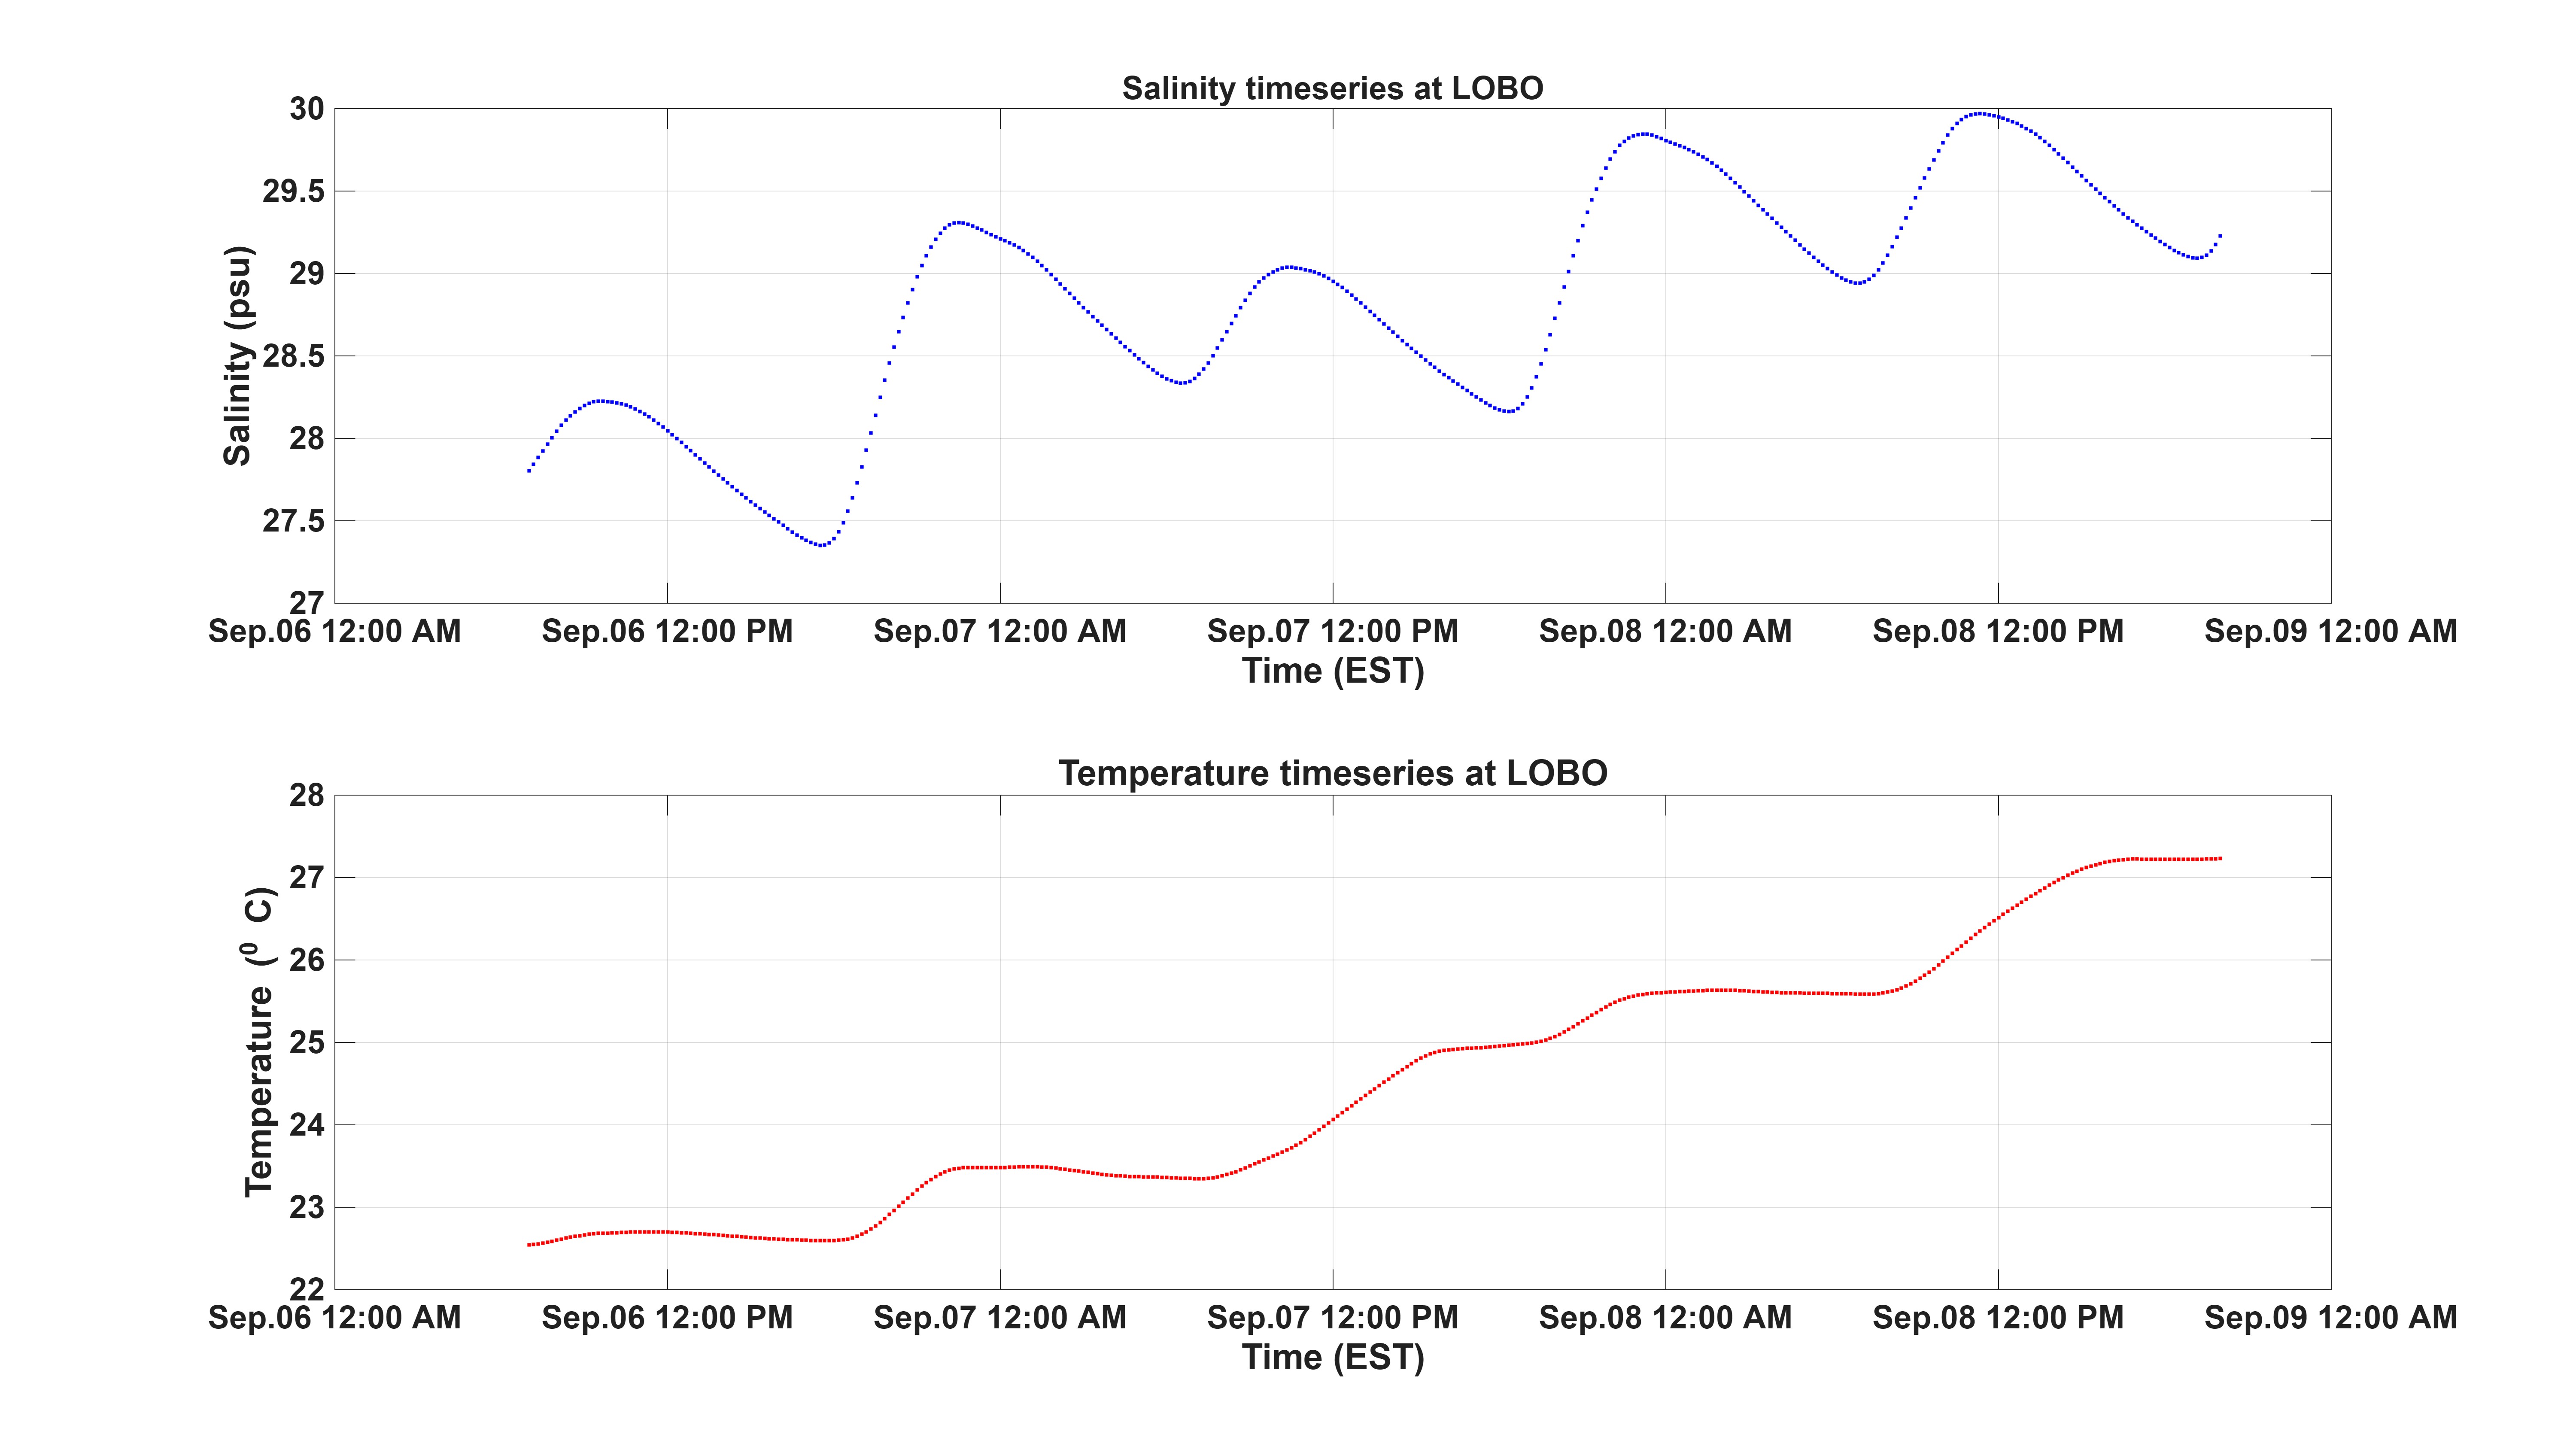 Salinity timeseries at LOBO
30
29.5
29
28.5
28
27.5
27
Salinity (psu)
Sep.06 12:00 AM Sep.06 12:00 PM Sep.07 12:00 AM Sep.07 12:00 PM Sep.08 12:00 AM Sep.08 12:00 PM Sep.09 12:00 AM
Time (EST)
Temperature timeseries at LOBO
28
27
26
25
24
23
22
Temperature (⁰ C)
Sep.06 12:00 AM Sep.06 12:00 PM Sep.07 12:00 AM Sep.07 12:00 PM Sep.08 12:00 AM Sep.08 12:00 PM Sep.09 12:00 AM
Time (EST)